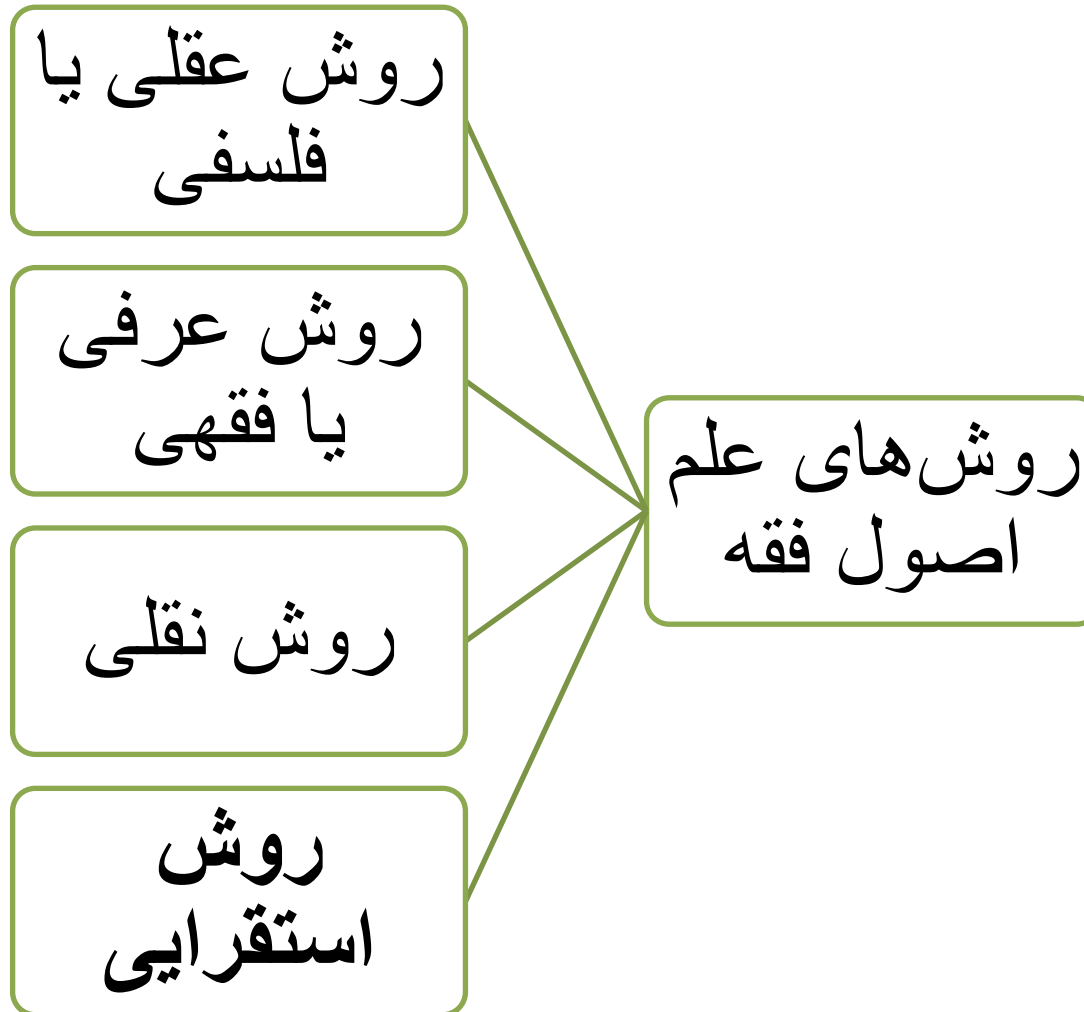 روش‌های علم
اصول فقه
روش عقلی یا
فلسفی
روش عرفی
یا فقهی
روش نقلی
روش
استقرایی